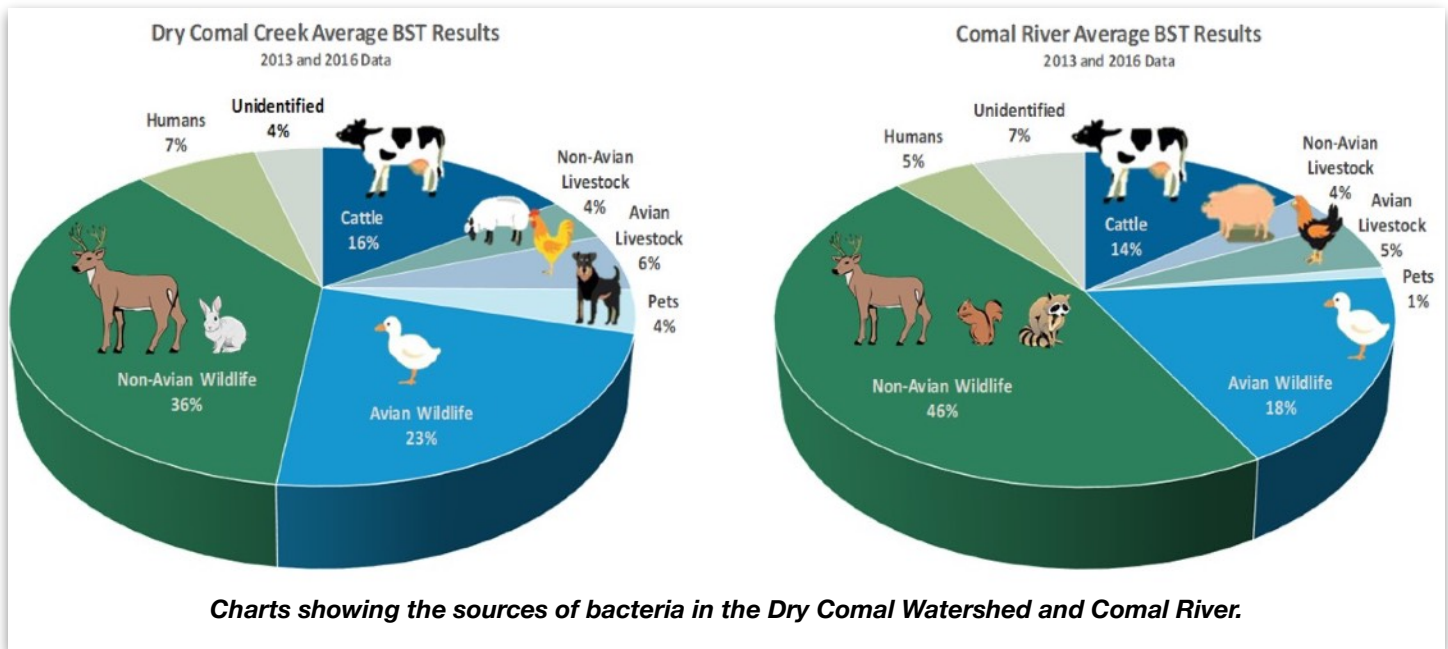 Dry Comal Creek Average BST Results
2013 and 2016 Data
Unidentified
4%
Humans
7%
Non-Avian
Livestock
4%
Avian
Livestock
6%
Cattle
16%
Pets
4%
Non-Avian Wildlife
36%
Avian Wildlife
23%
Comal River Average BST Results
2013 and 2016 Data
Unidentified
7%
Humans
5%
Non-Avian
Livestock
4%
Avian
Livestock
5%
Cattle
14%
Pets
1%
Non-Avian Wildlife
46%
Avian Wildlife
18%
Charts showing the sources of bacteria in the Dry Comal Watershed and Comal River.